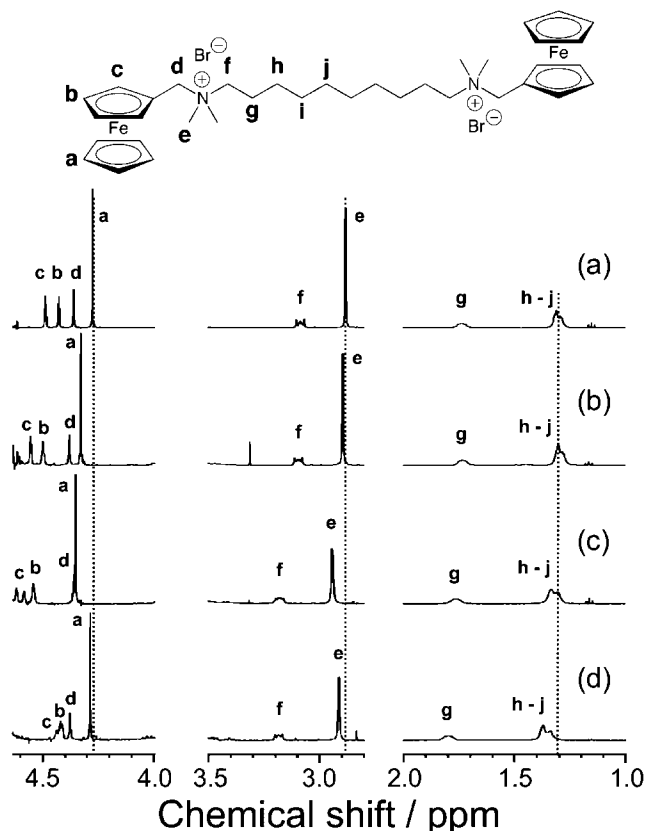 Br⊖
Fe
c d f h j
N⊕
b
g i
e
Fe
a
N⊕
Br⊖
a
e
c b d
f
g
h - j
(a)
a
e
c b
d
f
g
h - j
(b)
a
e
c b
d
f
g
h - j
(c)
a
e
c b d
f
g
h - j
(d)
4.5 4.0 3.5 3.0 2.0 1.5 1.0
Chemical shift / ppm